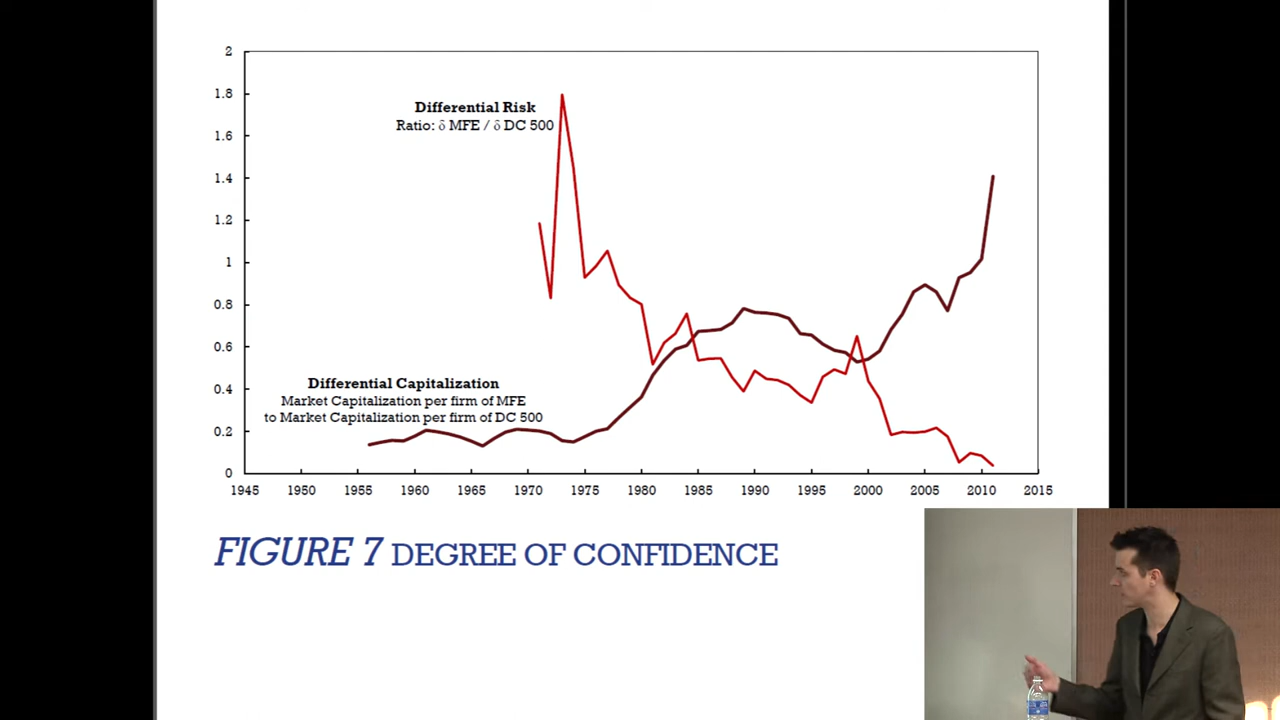 2
1.8
1.6
1.4
1.2
1
0.8
0.6
0.4
0.2
0
Differential Risk
Ratio: δ MFE / δ DC 500
Differential Capitalization
Market Capitalization per firm of MFE
to Market Capitalization per firm of DC 500
1945 1950 1955 1960 1965 1970 1975 1980 1985 1990 1995 2000 2005 2010 2015
FIGURE 7 DEGREE OF CONFIDENCE